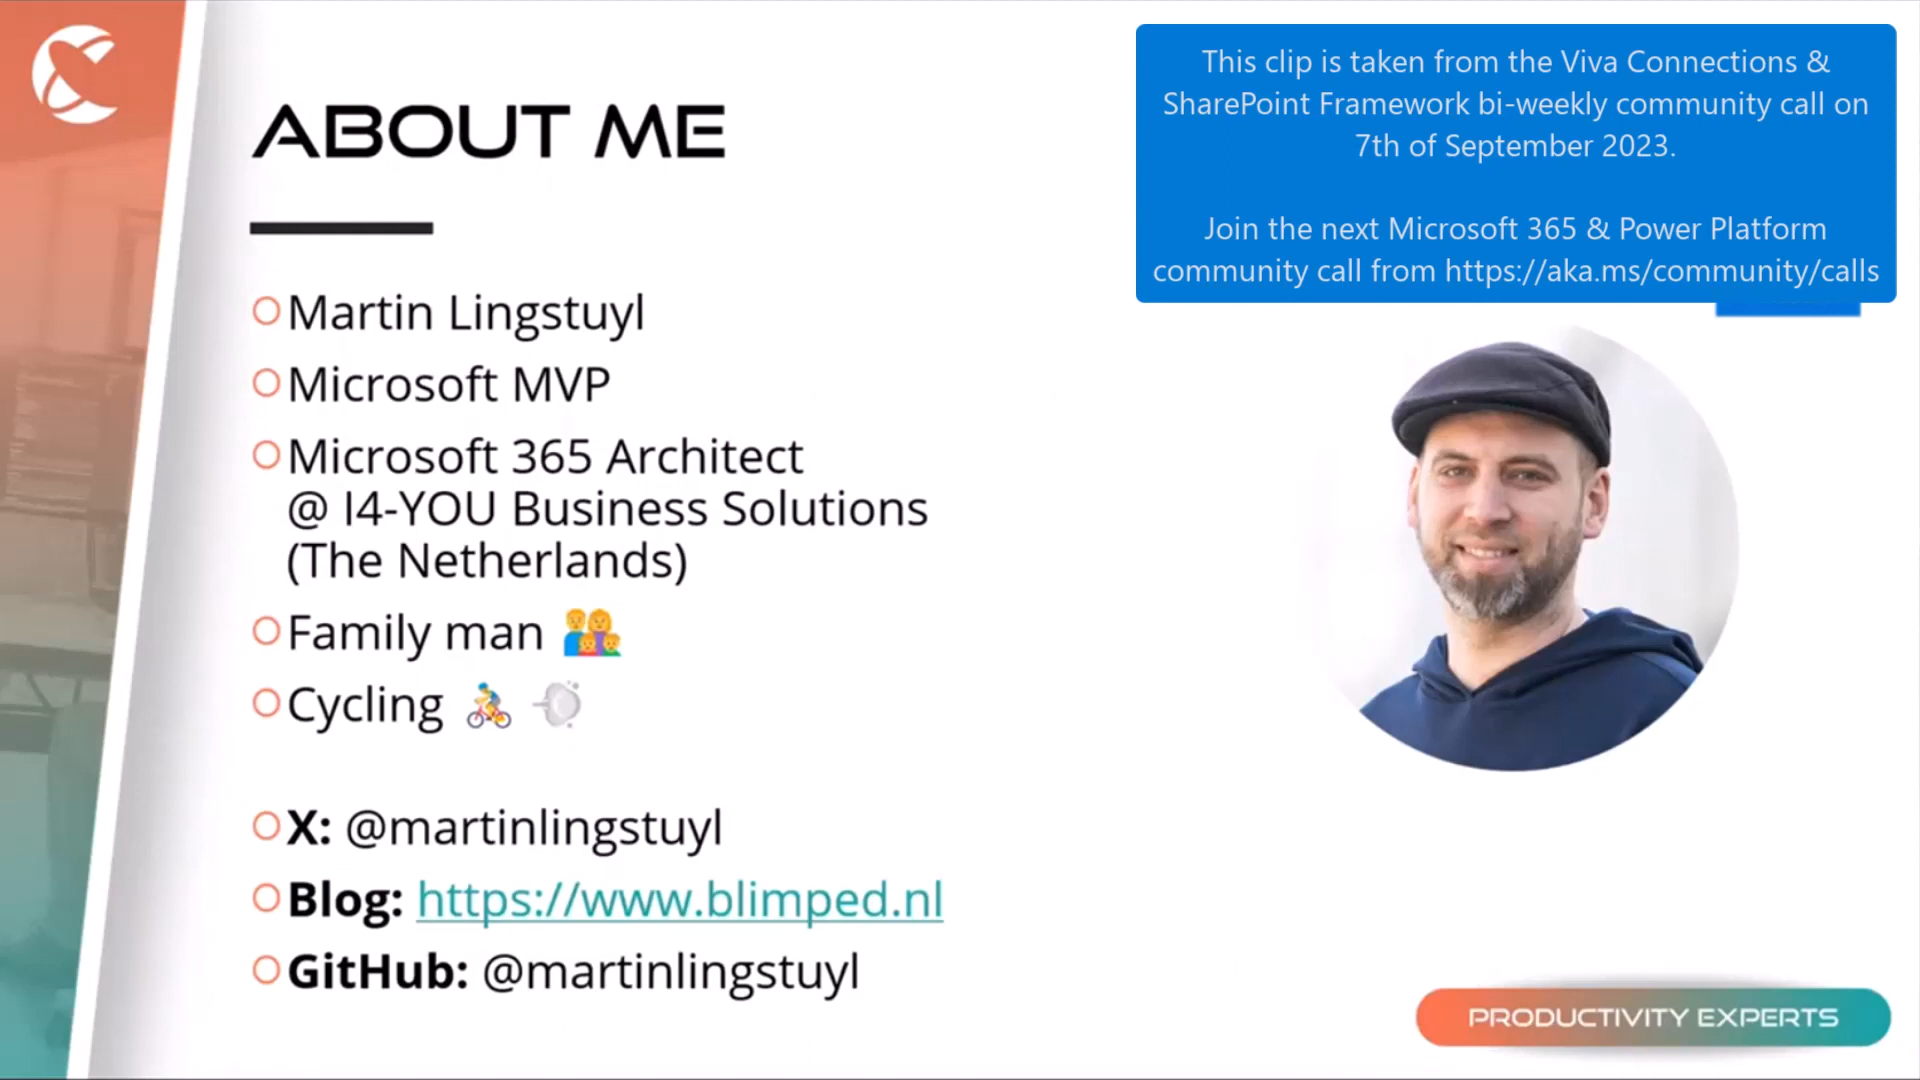 ABOUT ME
Martin Lingstuyl
Microsoft MVP
Microsoft 365 Architect
@ I4-YOU Business Solutions
(The Netherlands)
Family man
Cycling
X: @martinlingstuyl
Blog: https://www.blimped.nl
GitHub: @martinlingstuyl
This clip is taken from the Viva Connections &
SharePoint Framework bi-weekly community call on
7th of September 2023.
Join the next Microsoft 365 & Power Platform
community call from https://aka.ms/community/calls
PRODUCTIVITY EXPERTS